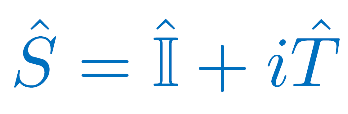 Ŝ = 𝕀̂ + iT̂